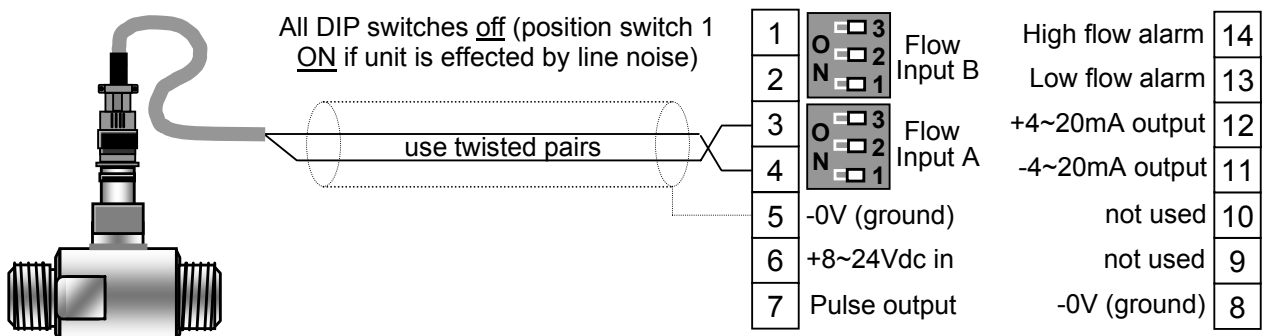 All DIP switches off (position switch 1
ON if unit is effected by line noise)
use twisted pairs
1
2
3
4
5 -0V (ground)
6 +8~24Vdc in
7 Pulse output
ON
3
2
1
Flow
Input B
ON
3
2
1
Flow
Input A
High flow alarm 14
Low flow alarm 13
+4~20mA output 12
-4~20mA output 11
not used 10
not used 9
-0V (ground) 8